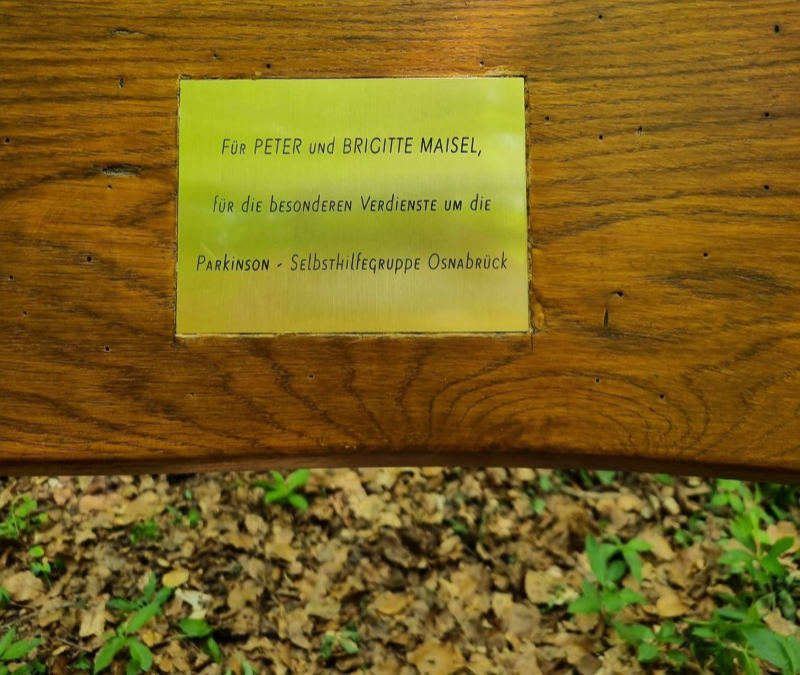 Für PETER und BRIGITTE MAISEL,
für die besonderen Verdienste um die
Parkinson - Selbsthilfegruppe Osnabrück